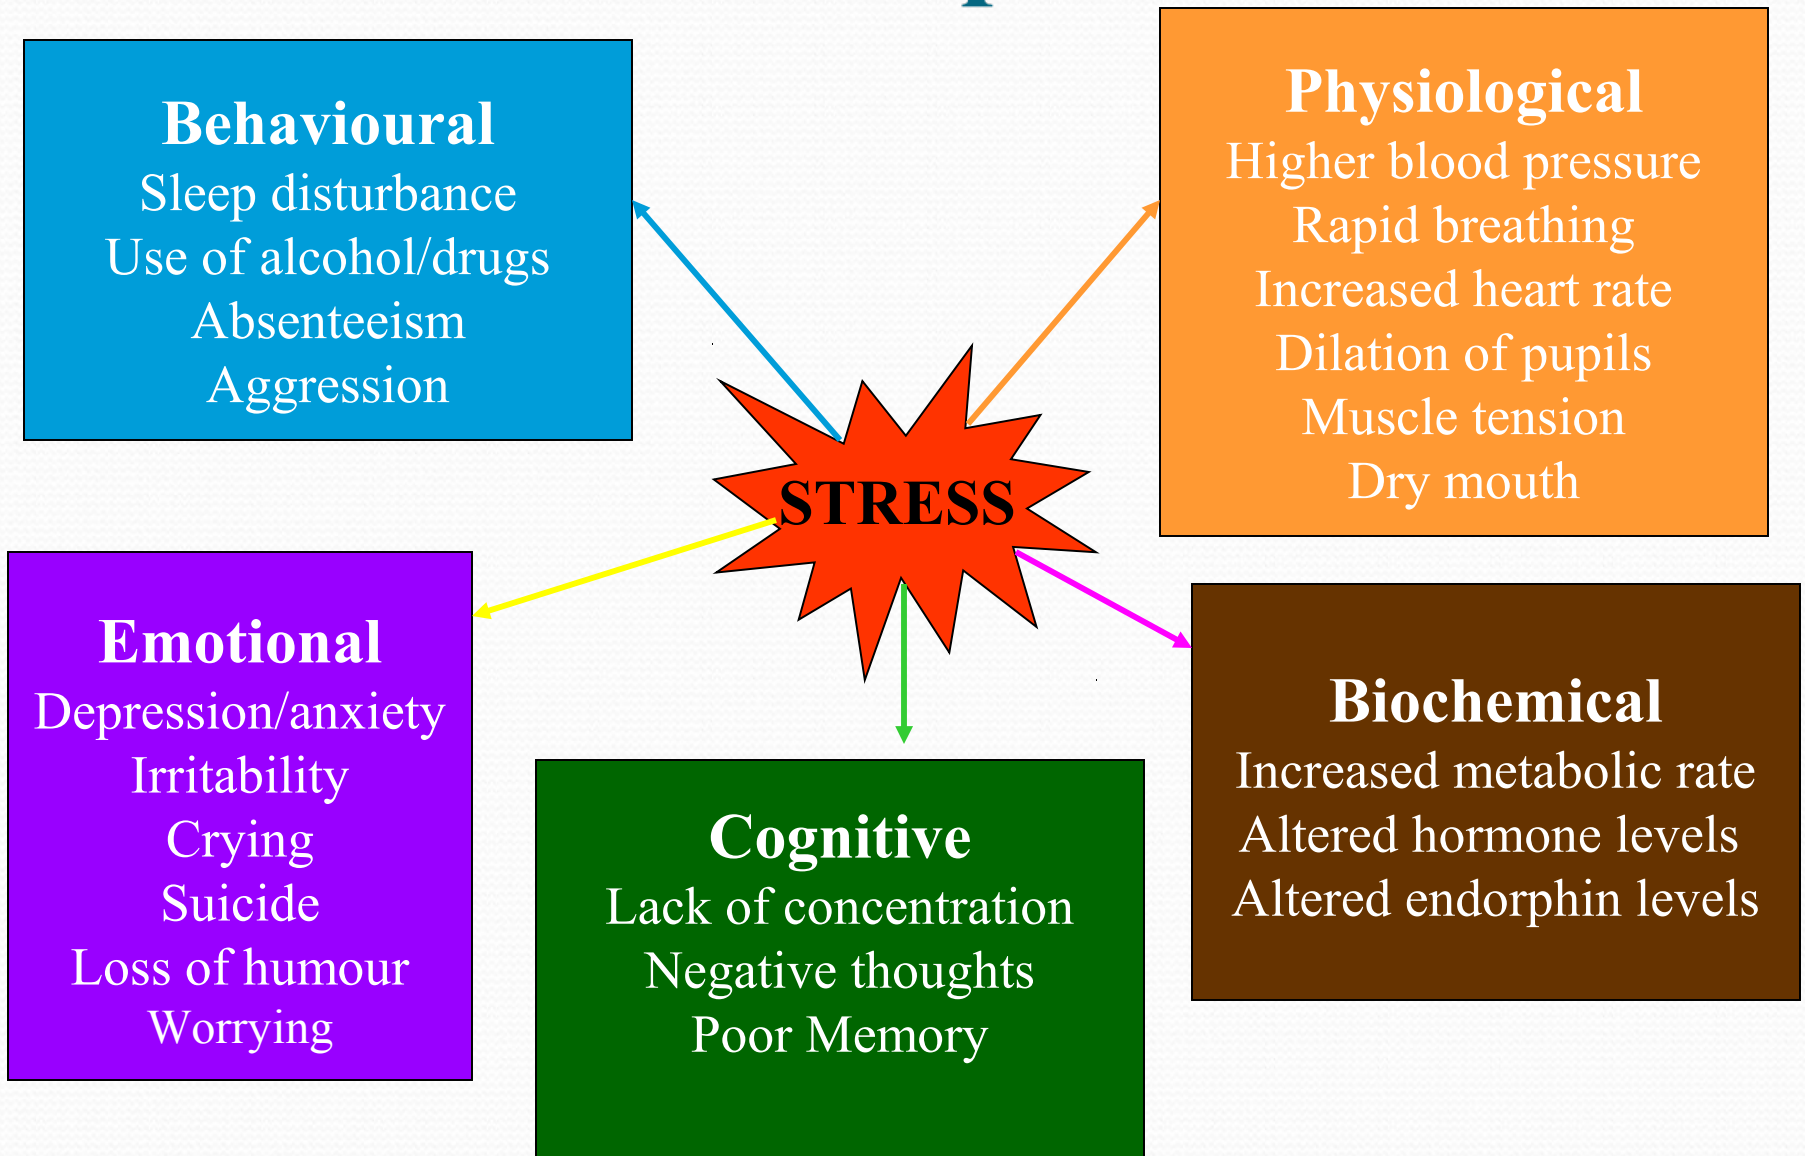 Behavioural
Sleep disturbance
Use of alcohol/drugs
Absenteeism
Aggression
Physiological
Higher blood pressure
Rapid breathing
Increased heart rate
Dilation of pupils
Muscle tension
Dry mouth
STRESS
Emotional
Depression/anxiety
Irritability
Crying
Suicide
Loss of humour
Worrying
Cognitive
Lack of concentration
Negative thoughts
Poor Memory
Biochemical
Increased metabolic rate
Altered hormone levels
Altered endorphin levels